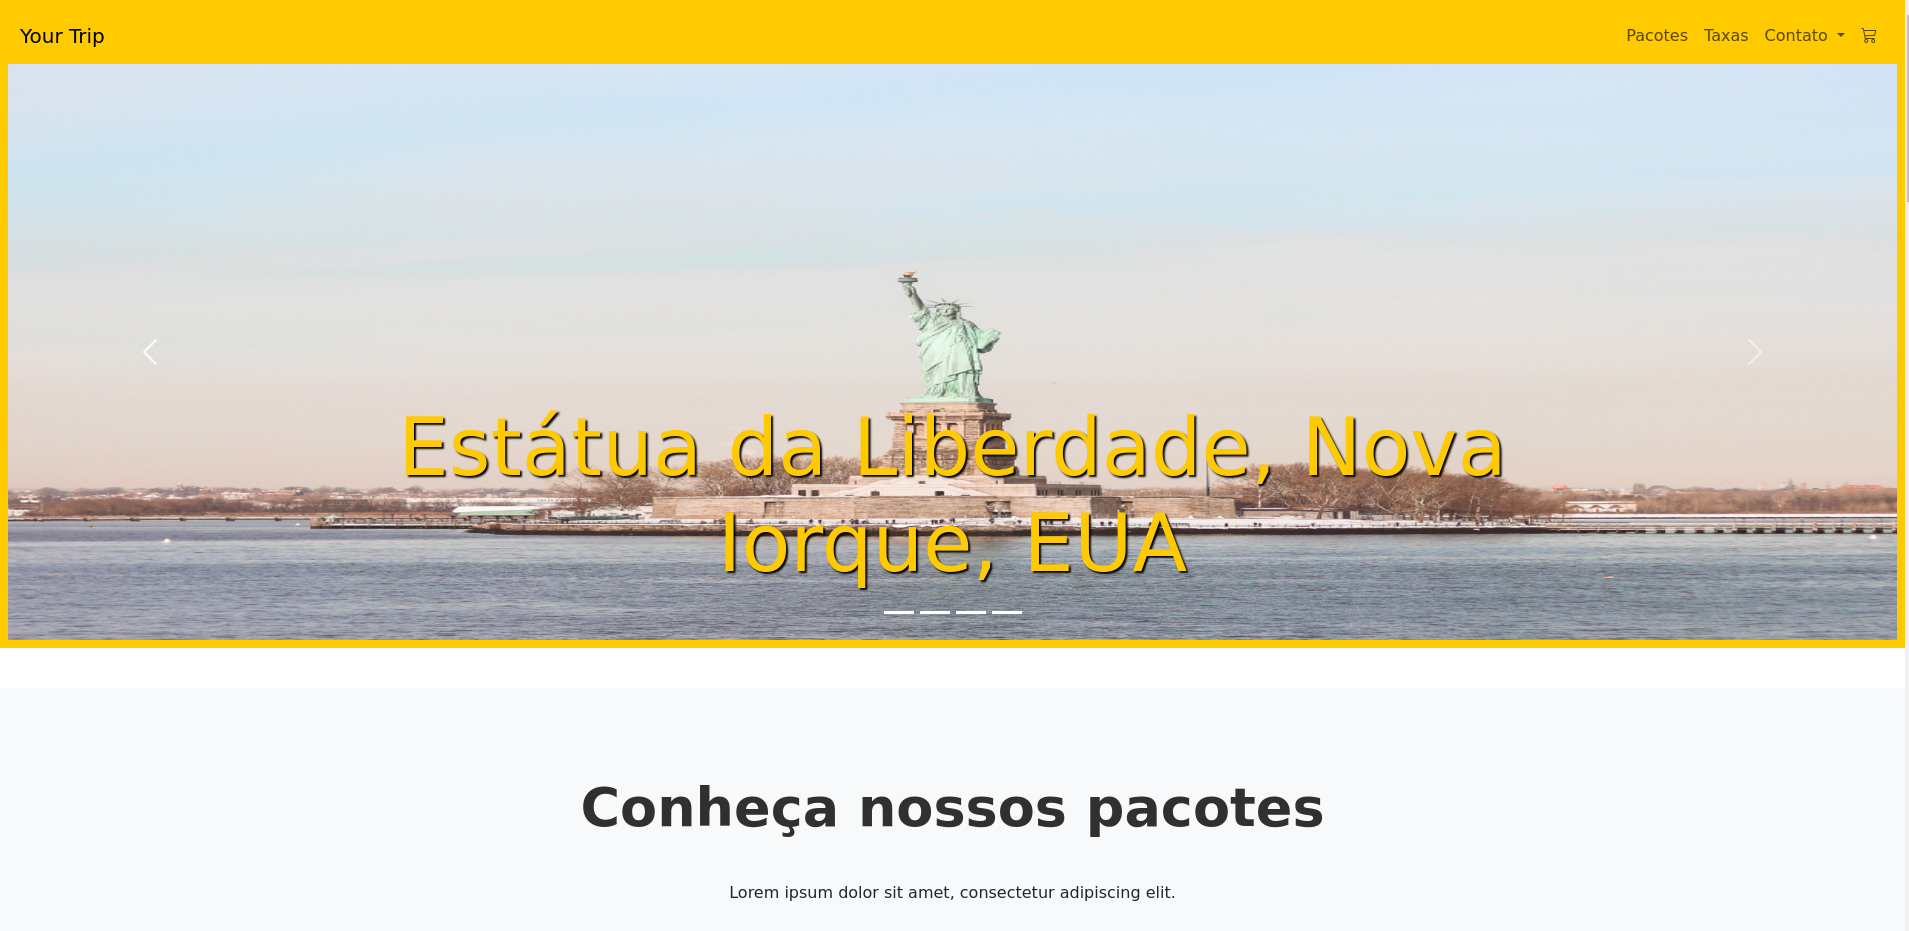 Your Trip
Pacotes Taxas Contato
Estátua da Liberdade, Nova
Iorque, EUA
Conheça nossos pacotes
Lorem ipsum dolor sit amet, consectetur adipiscing elit.